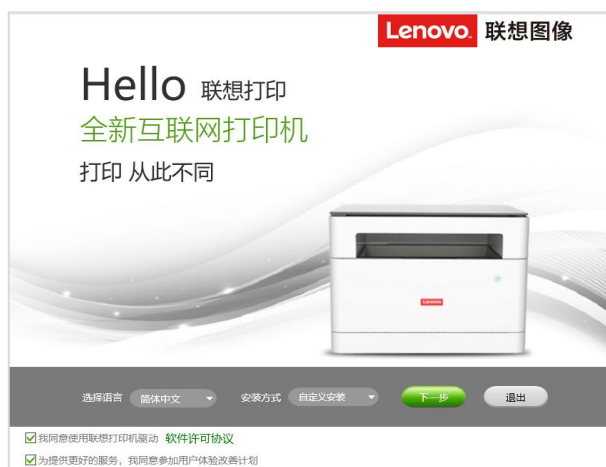 Lenovo. 联想图像
Hello 联想打印
全新互联网打印机
打印 从此不同
Lenovo
选择语言 简体中文 安装方式 自定义安装 下一步 退出
我同意使用联想打印机驱动 软件许可协议
为提供更好的服务，我同意参加用户体验改善计划